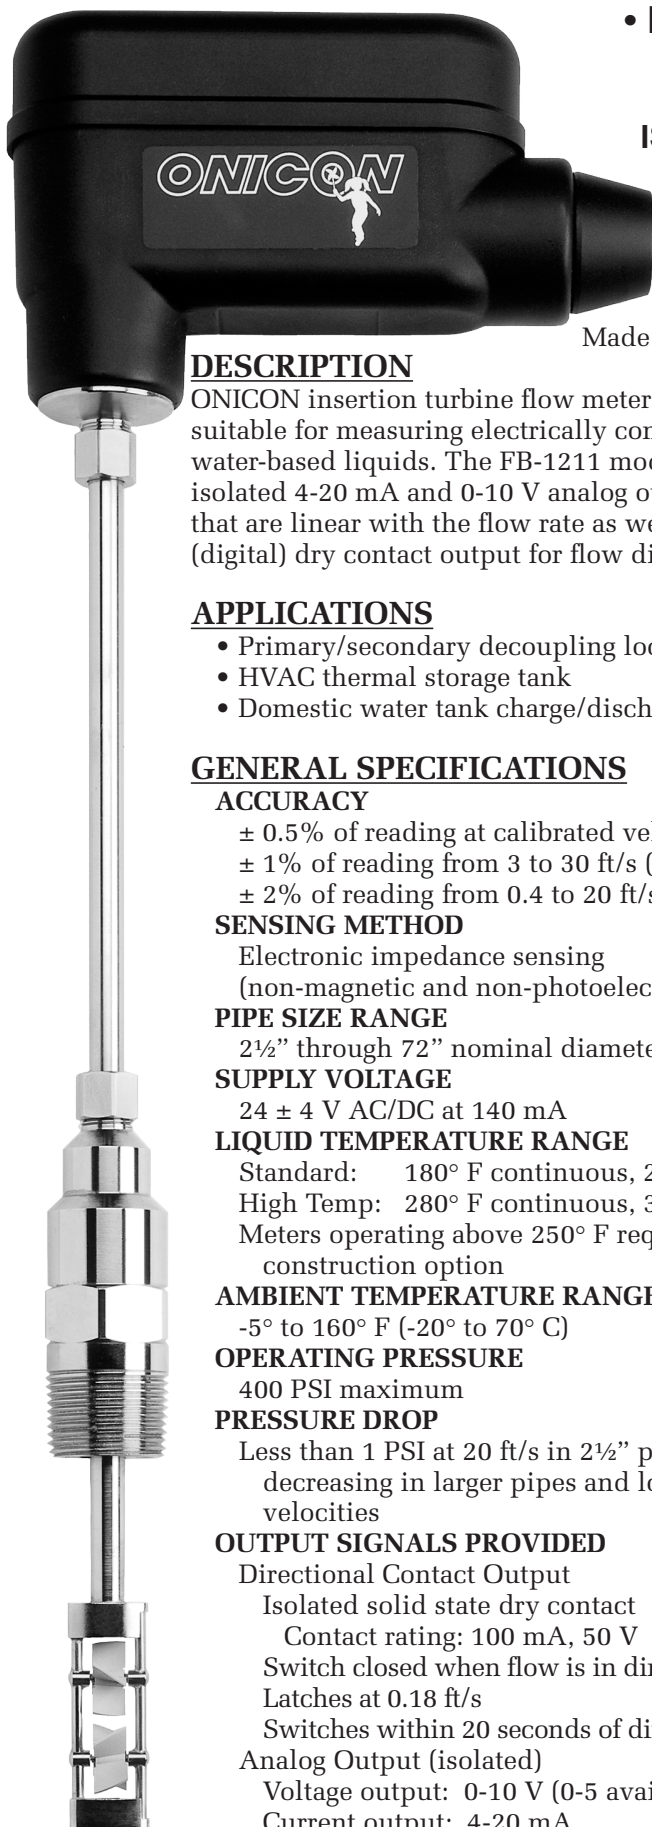 ONICON
Made
DESCRIPTION
ONICON insertion turbine flow meter
suitable for measuring electrically con
water-based liquids. The FB-1211 mod
isolated 4-20 mA and 0-10 V analog ou
that are linear with the flow rate as we
(digital) dry contact output for flow di
APPLICATIONS
• Primary/secondary decoupling loo
• HVAC thermal storage tank
• Domestic water tank charge/disch
GENERAL SPECIFICATIONS
ACCURACY
± 0.5% of reading at calibrated vel
± 1% of reading from 3 to 30 ft/s (
± 2% of reading from 0.4 to 20 ft/s
SENSING METHOD
Electronic impedance sensing
(non-magnetic and non-photoelec
PIPE SIZE RANGE
2½” through 72” nominal diamete
SUPPLY VOLTAGE
24 ± 4 V AC/DC at 140 mA
LIQUID TEMPERATURE RANGE
Standard: 180° F continuous, 2
High Temp: 280° F continuous, 3
Meters operating above 250° F req
construction option
AMBIENT TEMPERATURE RANGE
-5° to 160° F (-20° to 70° C)
OPERATING PRESSURE
400 PSI maximum
PRESSURE DROP
Less than 1 PSI at 20 ft/s in 2½” p
decreasing in larger pipes and lo
velocities
OUTPUT SIGNALS PROVIDED
Directional Contact Output
Isolated solid state dry contact
Contact rating: 100 mA, 50 V
Switch closed when flow is in dir
Latches at 0.18 ft/s
Switches within 20 seconds of di
Analog Output (isolated)
Voltage output: 0-10 V (0-5 avai
Current output: 4-20 mA